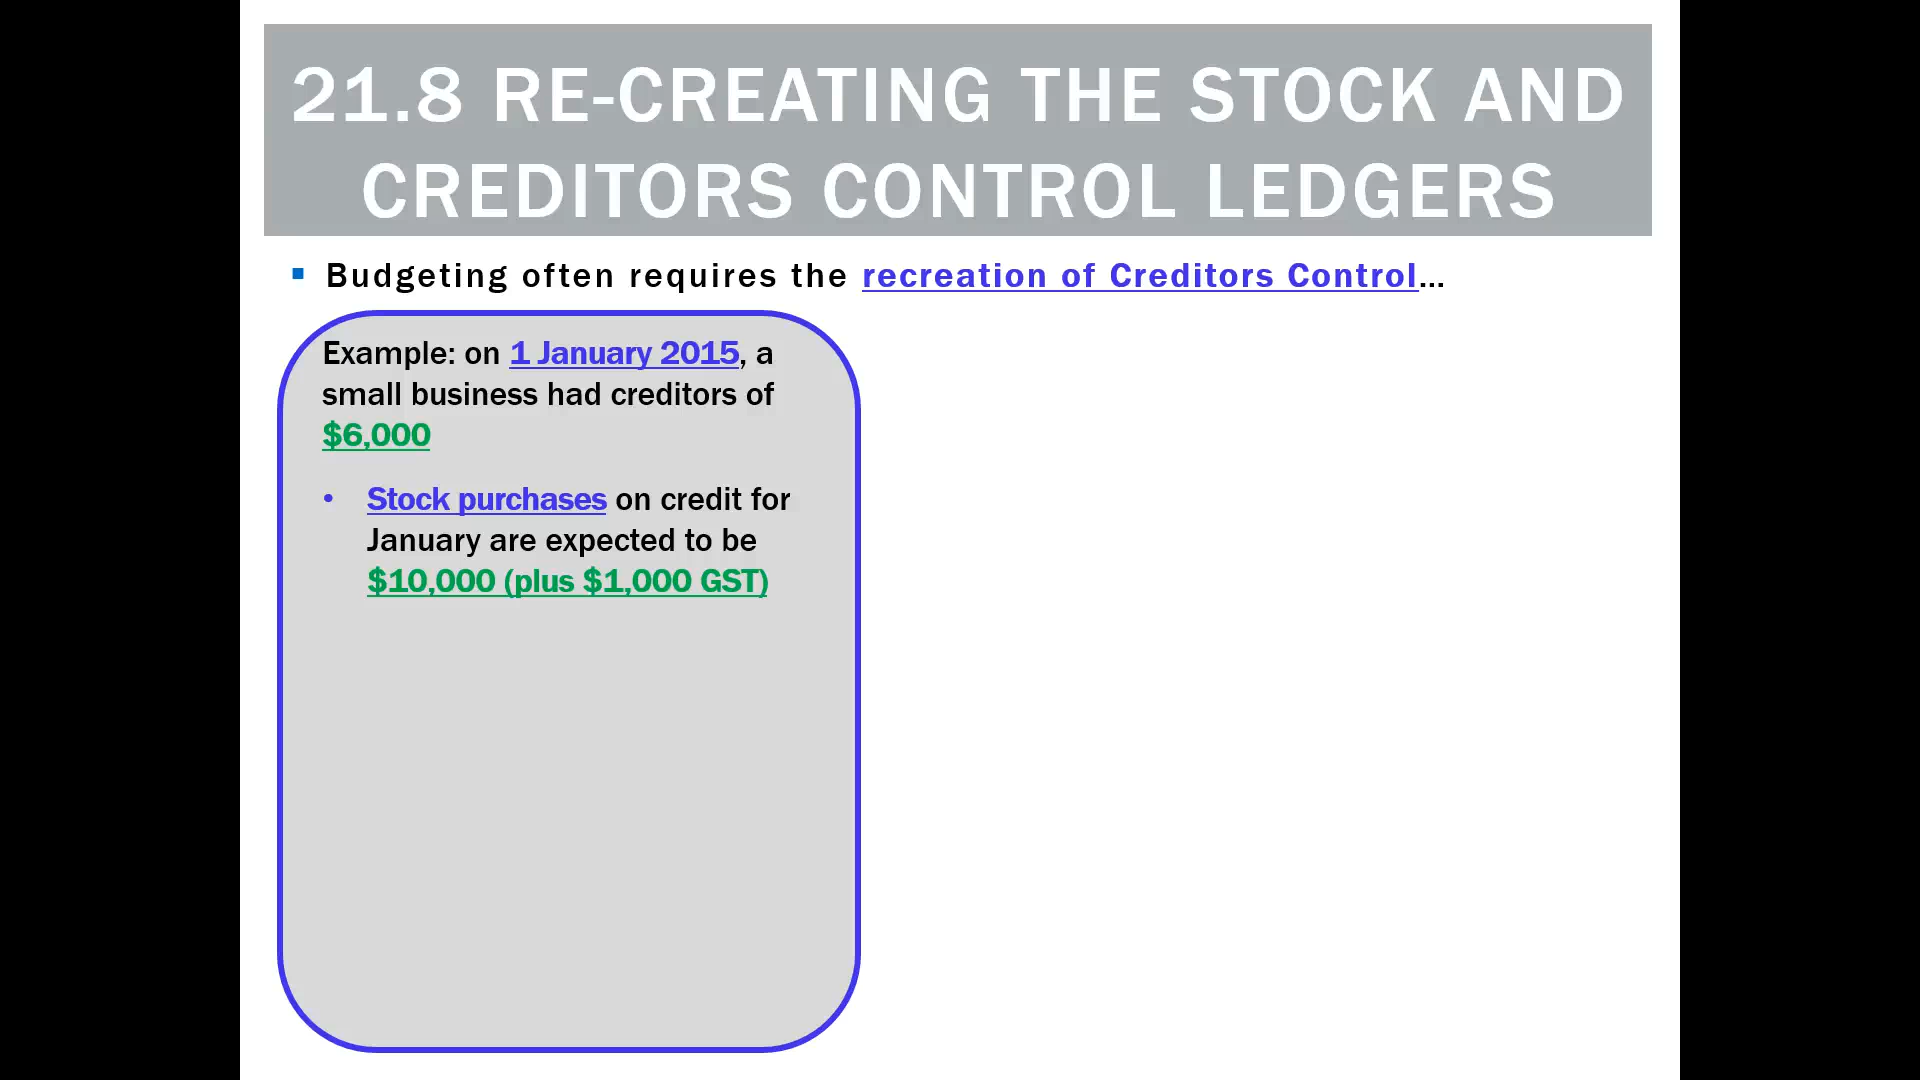 21.8 RE-CREATING THE STOCK AND
CREDITORS CONTROL LEDGERS
▪ Budgeting often requires the recreation of Creditors Control...
Example: on 1 January 2015, a
small business had creditors of
$6,000
• Stock purchases on credit for
January are expected to be
$10,000 (plus $1,000 GST)